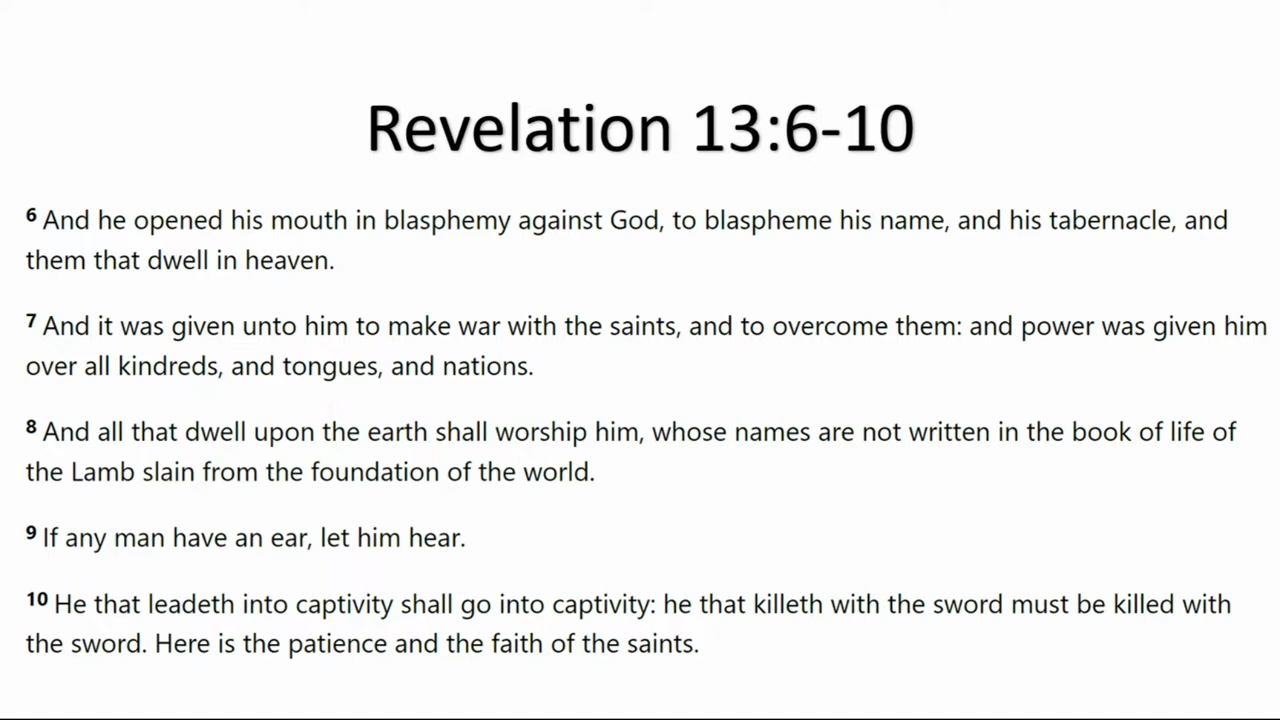 Revelation 13:6-10
6 And he opened his mouth in blasphemy against God, to blaspheme his name, and his tabernacle, and
them that dwell in heaven.
7 And it was given unto him to make war with the saints, and to overcome them: and power was given him
over all kindreds, and tongues, and nations.
8 And all that dwell upon the earth shall worship him, whose names are not written in the book of life of
the Lamb slain from the foundation of the world.
9 If any man have an ear, let him hear.
10 He that leadeth into captivity shall go into captivity: he that killeth with the sword must be killed with
the sword. Here is the patience and the faith of the saints.